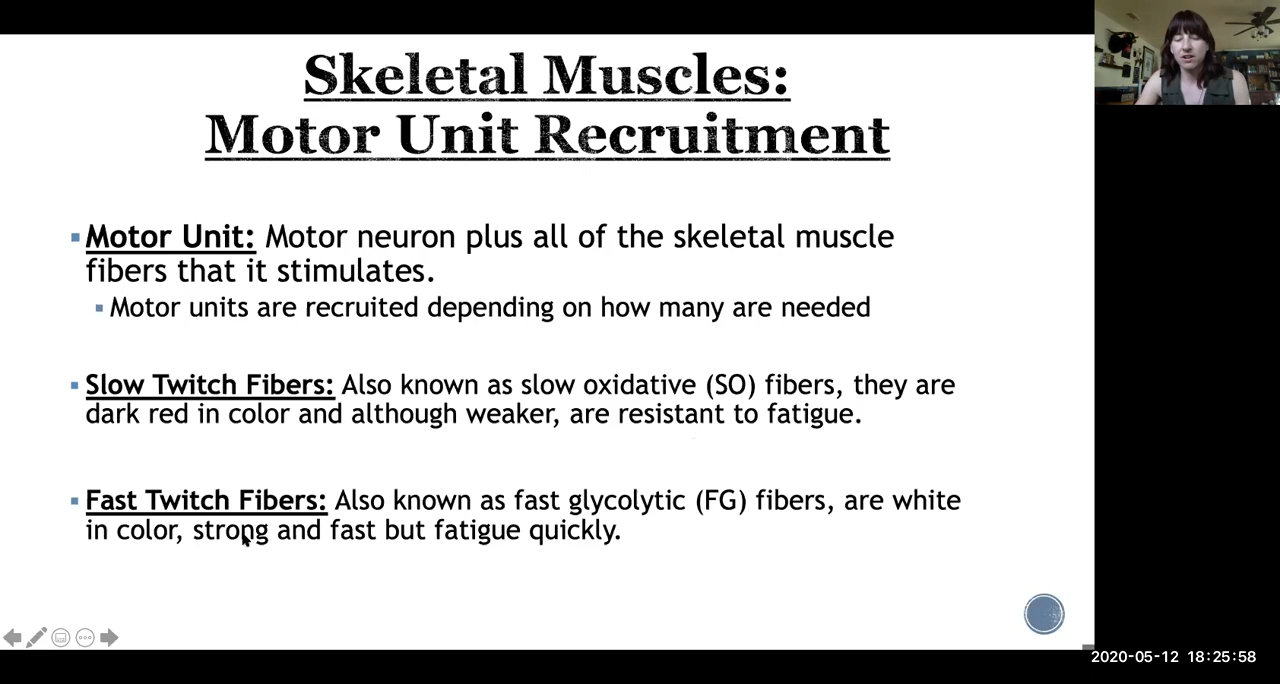 Skeletal Muscles:
Motor Unit Recruitment
Motor Unit: Motor neuron plus all of the skeletal muscle
fibers that it stimulates.
Motor units are recruited depending on how many are needed
Slow Twitch Fibers: Also known as slow oxidative (SO) fibers, they are
dark red in color and although weaker, are resistant to fatigue.
Fast Twitch Fibers: Also known as fast glycolytic (FG) fibers, are white
in color, strong and fast but fatigue quickly.
2020-05-12 18:25:58